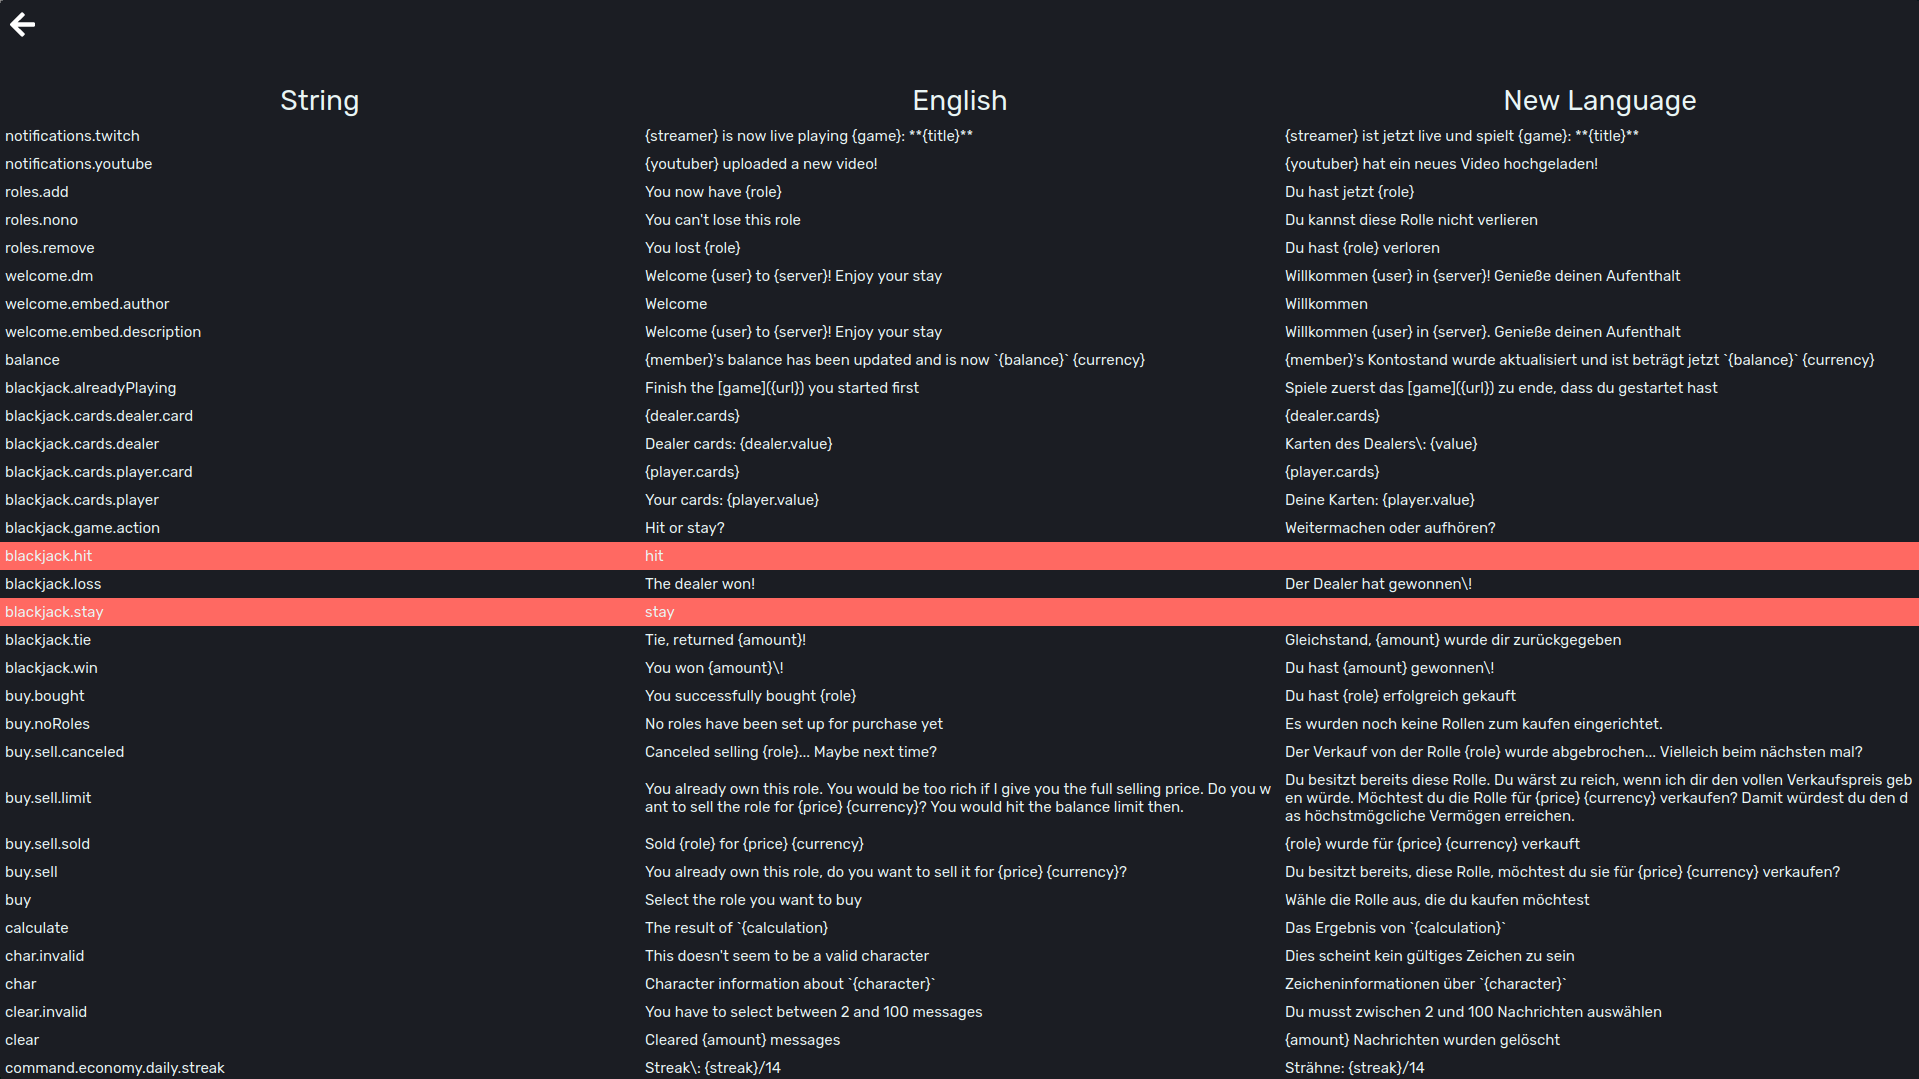 String English New Language
notifications.twitch {streamer} is now live playing {game}: **{title}** {streamer} ist jetzt live und spielt {game}: **{title}**
notifications.youtube {youtuber} uploaded a new video! {youtuber} hat ein neues Video hochgeladen!
roles.add You now have {role} Du hast jetzt {role}
roles.nono You can't lose this role Du kannst diese Rolle nicht verlieren
roles.remove You lost {role} Du hast {role} verloren
welcome.dm Welcome {user} to {server}! Enjoy your stay Willkommen {user} in {server}! Genieße deinen Aufenthalt
welcome.embed.author Welcome Willkommen
welcome.embed.description Welcome {user} to {server}! Enjoy your stay Willkommen {user} in {server}. Genieße deinen Aufenthalt
balance {member}'s balance has been updated and is now `{balance}` {currency} {member}'s Kontostand wurde aktualisiert und ist beträgt jetzt `{balance}` {currency}
blackjack.alreadyPlaying Finish the [game]({url}) you started first Spiele zuerst das [game]({url}) zu ende, dass du gestartet hast
blackjack.cards.dealer.card {dealer.cards} {dealer.cards}
blackjack.cards.dealer Dealer cards: {dealer.value} Karten des Dealers\: {value}
blackjack.cards.player.card {player.cards} {player.cards}
blackjack.cards.player Your cards: {player.value} Deine Karten: {player.value}
blackjack.game.action Hit or stay? Weitermachen oder aufhören?
blackjack.hit hit
blackjack.loss The dealer won! Der Dealer hat gewonnen\!
blackjack.stay stay
blackjack.tie Tie, returned {amount}! Gleichstand, {amount} wurde dir zurückgegeben
blackjack.win You won {amount}\! Du hast {amount} gewonnen\!
buy.bought You successfully bought {role} Du hast {role} erfolgreich gekauft
buy.noRoles No roles have been set up for purchase yet Es wurden noch keine Rollen zum kaufen eingerichtet.
buy.sell.canceled Canceled selling {role}... Maybe next time? Der Verkauf von der Rolle {role} wurde abgebrochen... Vielleich beim nächsten mal?
buy.sell.limit
You already own this role. You would be too rich if I give you the full selling price. Do you w
ant to sell the role for {price} {currency}? You would hit the balance limit then.
Du besitzt bereits diese Rolle. Du wärst zu reich, wenn ich dir den vollen Verkaufspreis geb
en würde. Möchtest du die Rolle für {price} {currency} verkaufen? Damit würdest du den d
as höchstmögcliche Vermögen erreichen.
buy.sell.sold Sold {role} for {price} {currency} {role} wurde für {price} {currency} verkauft
buy.sell You already own this role, do you want to sell it for {price} {currency}? Du besitzt bereits, diese Rolle, möchtest du sie für {price} {currency} verkaufen?
buy Select the role you want to buy Wähle die Rolle aus, die du kaufen möchtest
calculate The result of `{calculation} Das Ergebnis von `{calculation}`
char.invalid This doesn't seem to be a valid character Dies scheint kein gültiges Zeichen zu sein
char Character information about `{character}` Zeicheninformationen über `{character}`
clear.invalid You have to select between 2 and 100 messages Du musst zwischen 2 und 100 Nachrichten auswählen
clear Cleared {amount} messages {amount} Nachrichten wurden gelöscht
command.economy.daily.streak Streak\: {streak}/14 Strähne: {streak}/14